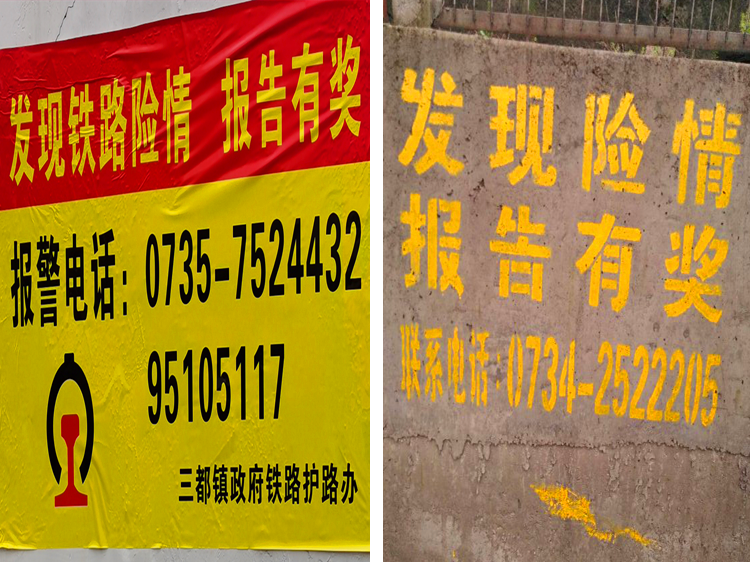 发现铁路险情 报告有奖
报警电话：0735-7524432
95105117
三都镇政府铁路护路办
发现险情
报告有奖
联系电话：0734-2522205